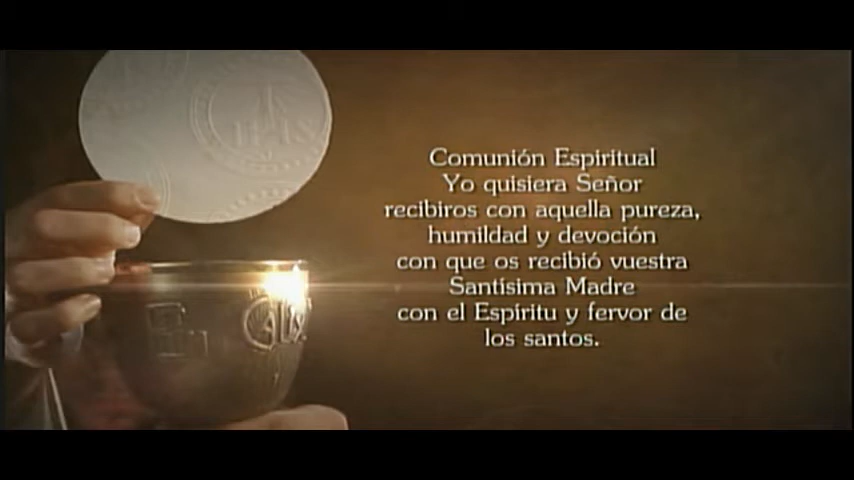 Comunión Espiritual
Yo quisiera Señor
recibiros con aquella pureza,
humildad y devoción
con que os recibió vuestra
Santísima Madre
con el Espíritu y fervor de
los santos.